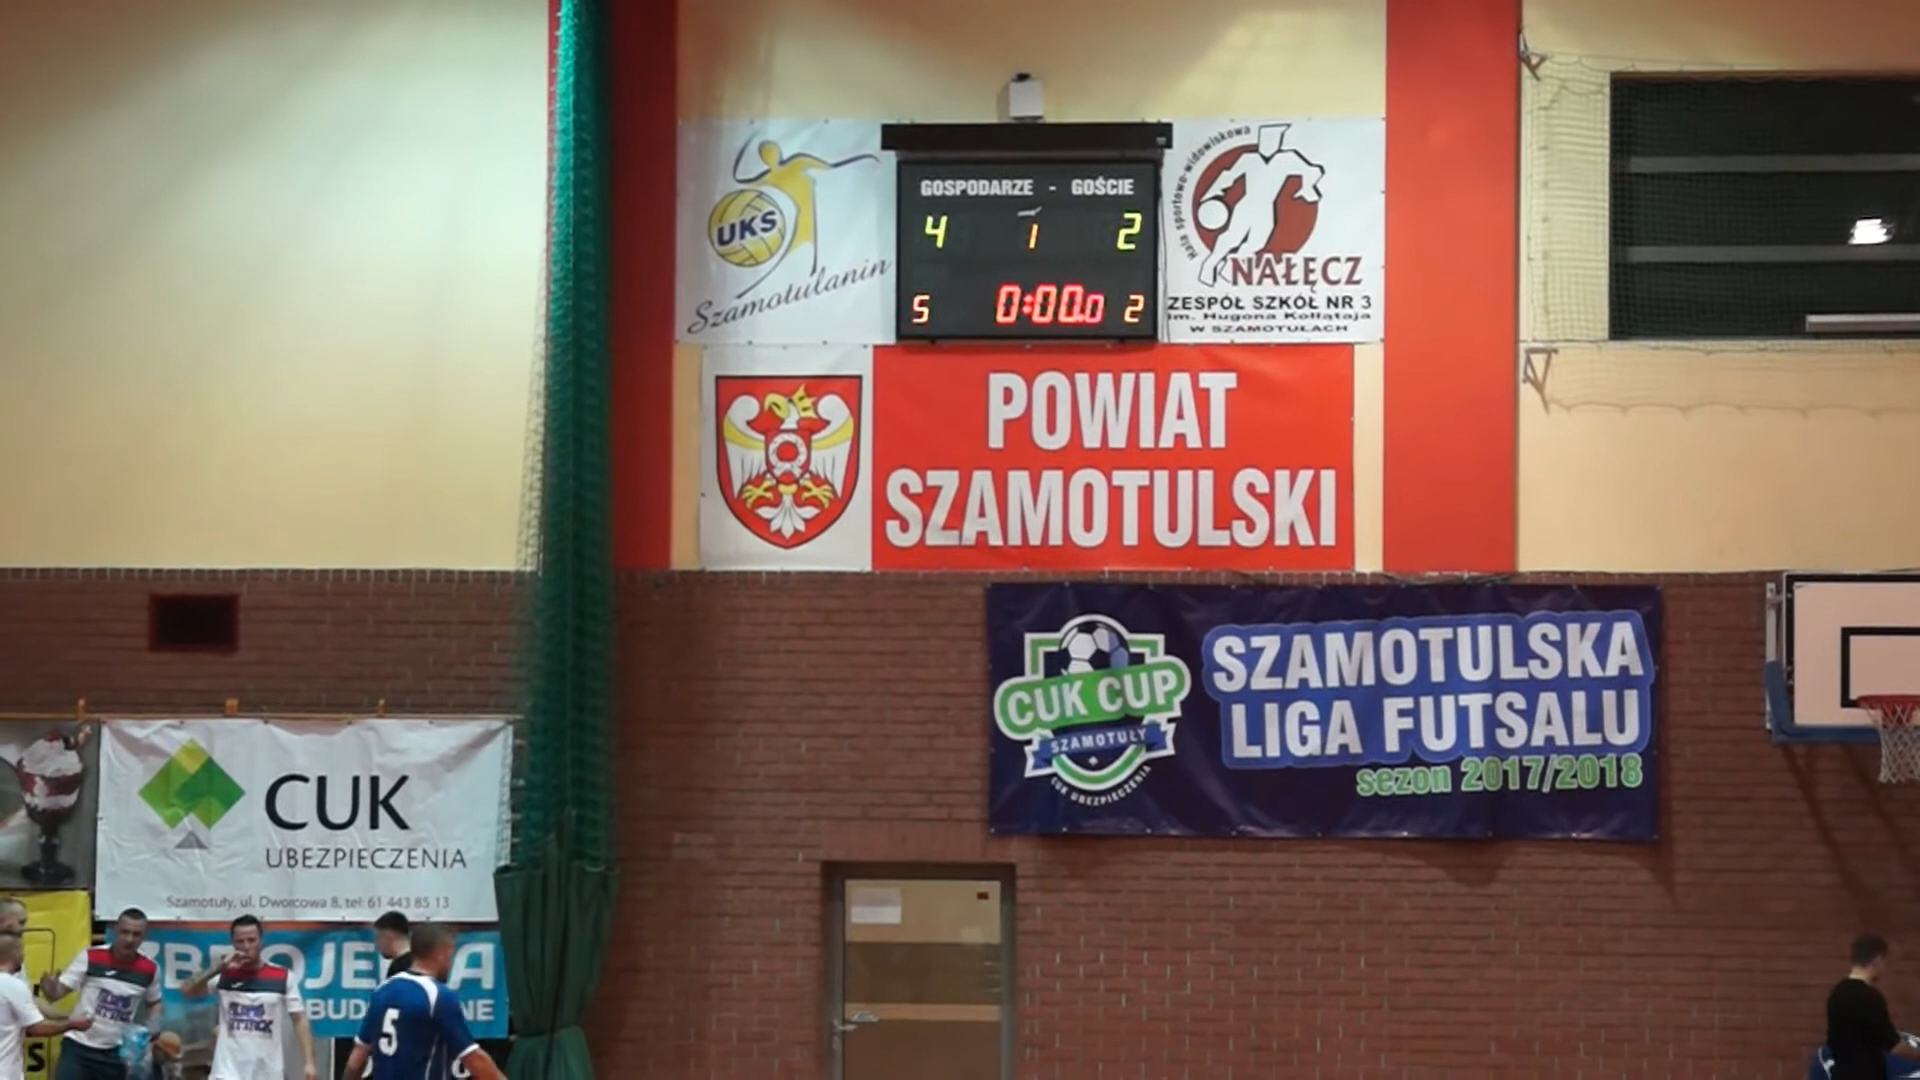 GOSPODARZE - GOŚCIE
4 1 2
5 0:00.0 2
UKS
Szamotulanin
Hala sportowo-widowiskowa
NAŁĘCZ
ZESPÓŁ SZKÓŁ NR 3
im. Hugona Kołłątaja
W SZAMOTUŁACH
POWIAT
SZAMOTULSKI
CUK CUP
SZAMOTUŁY
CUK UBEZPIECZENIA
SZAMOTULSKA
LIGA FUTSALU
sezon 2017/2018
CUK
UBEZPIECZENIA
Szamotuły, ul. Dworcowa 8, tel: 61 443 85 13
5